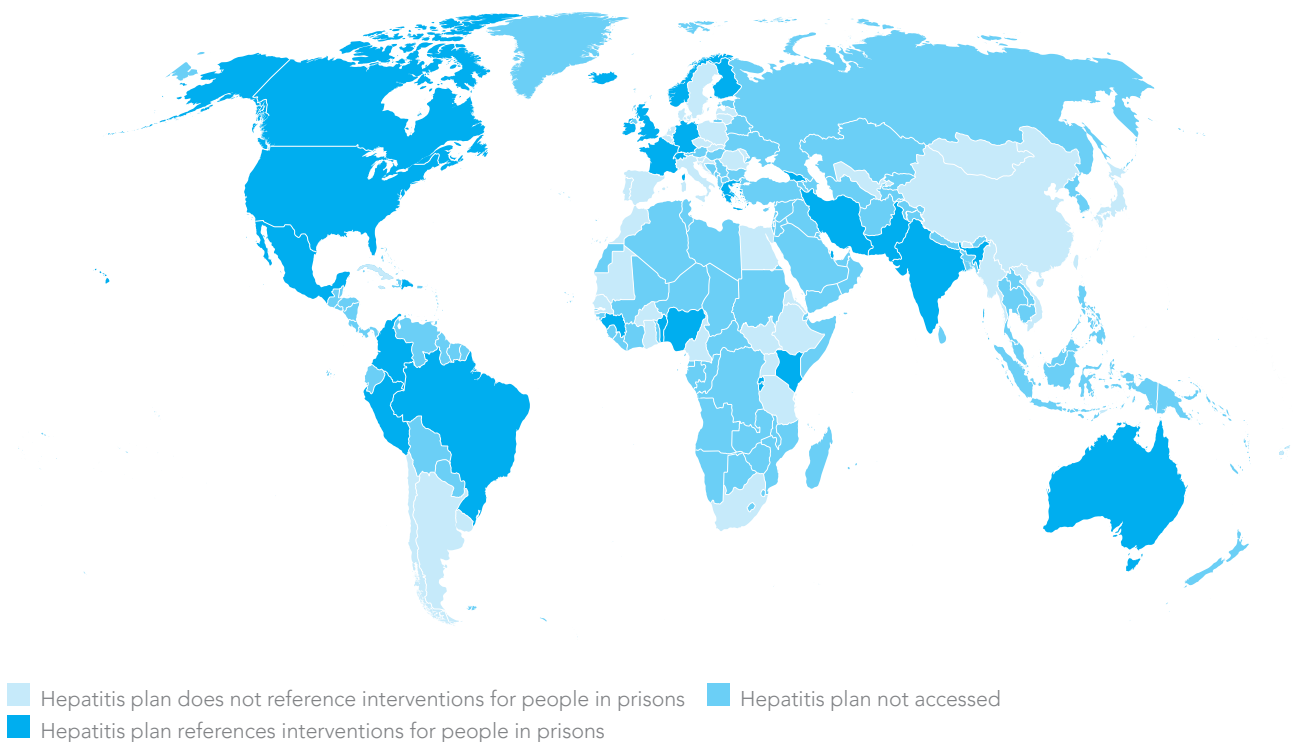 Hepatitis plan does not reference interventions for people in prisons
Hepatitis plan not accessed
Hepatitis plan references interventions for people in prisons